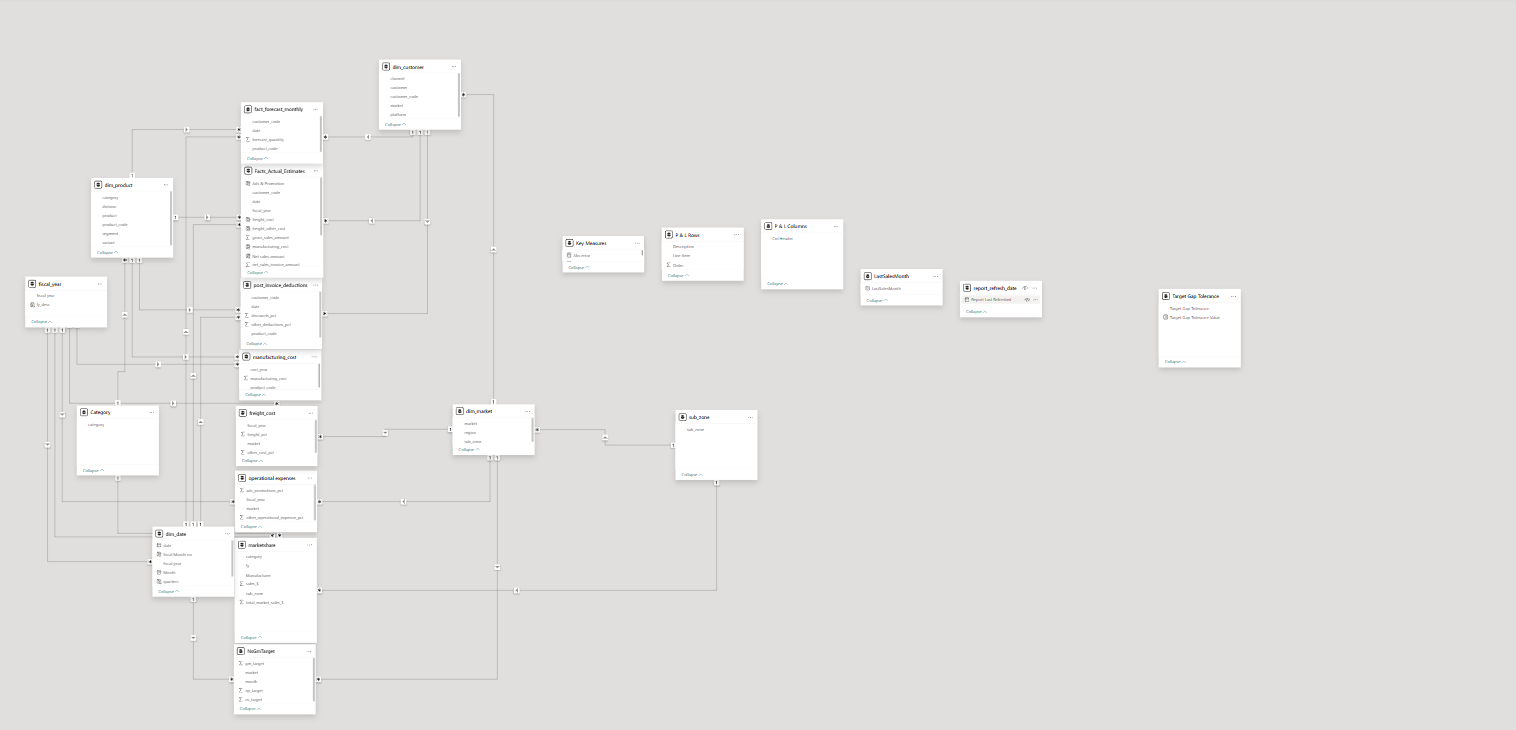 dim_customer
channel
customer
customer_code
market
platform
Collapse
fact_forecast_monthly
customer_code
date
forecast_quantity
product_code
Collapse
Facts_Actual_Estimates
Ads & Promotion
customer_code
date
fiscal_year
freight_cost
freight_other_cost
gross_sales_amount
manufacturing_cost
Net sales amount
net_sales_invoice_amount
Collapse
dim_product
category
division
product
product_code
segment
variant
Collapse
fiscal_year
fiscal year
fy_desc
Collapse
post_invoice_deductions
customer_code
date
discounts_pct
other_deductions_pct
product_code
manufacturing_cost
cost_year
manufacturing_cost
product_code
Collapse
Category
category
Collapse
freight_cost
fiscal_year
freight_pct
market
other_cost_pct
Collapse
operational expenses
ads_promotions_pct
fiscal_year
market
other_operational_expense_pct
Collapse
dim_date
date
fiscal Month no
fiscal year
Month
quarters
Collapse
marketshare
category
fy
Manufacturer
sales_$
sub_zone
total_market_sales_$
Collapse
NsGmTarget
gm_target
market
month
np_target
ns_target
Collapse
dim_market
market
region
sub_zone
Collapse
sub_zone
sub_zone
Collapse
Key Measures
Collapse
P & L Rows
Description
Line Item
Order
Collapse
P & L Columns
Col Header
Collapse
LastSalesMonth
LastSalesMonth
Collapse
report_refresh_date
Report Last Refreshed
Collapse
Target Gap Tolerance
Target Gap Tolerance
Target Gap Tolerance Value
Collapse